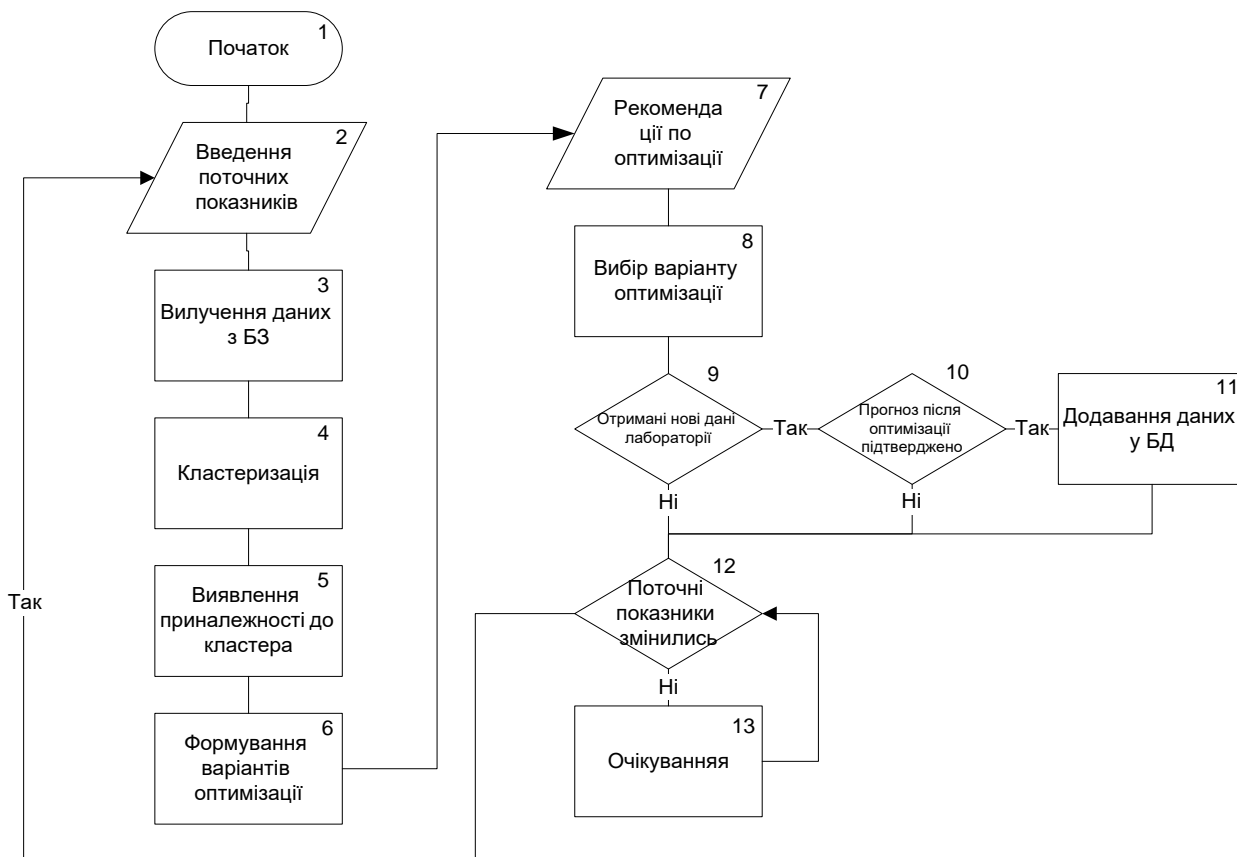 1
Початок
2
Введення
поточних
показників
3
Вилучення даних
з БЗ
4
Кластеризація
5
Виявлення
приналежності до
кластера
6
Формування
варіантів
оптимізації
Так
7
Рекоменда
ції по
оптимізації
8
Вибір варіанту
оптимізації
9
Отримані нові дані
лабораторії
Так
Ні
10
Прогноз після
оптимізації
підтверджено
Так
Ні
11
Додавання даних
у БД
12
Поточні
показники
змінились
Ні
13
Очікуванняя